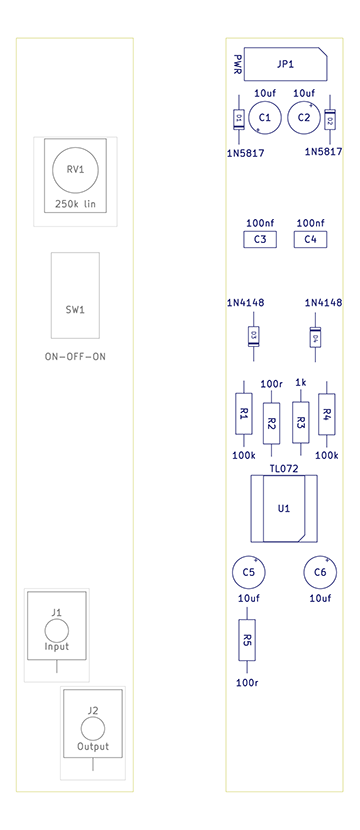 RV1
250k lin
SW1
ON-OFF-ON
J1
Input
J2
Output
PWR
JP1
10uf 10uf
D1 C1 C2 D2
1N5817 1N5817
100nf 100nf
C3 C4
1N4148 1N4148
D3 D4
100r 1k
R1 R2 R3 R4
100k 100k
TL072
U1
C5 C6
10uf 10uf
R5
100r